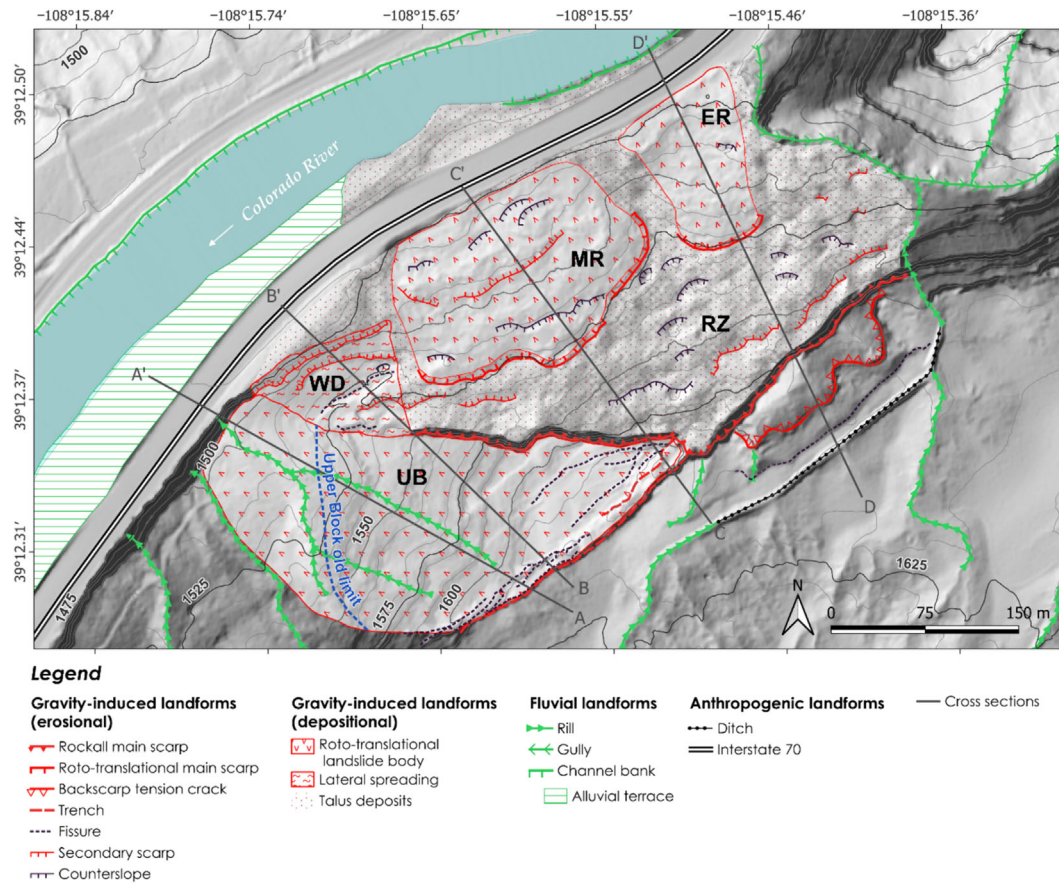 −108°15.84′ −108°15.74′ −108°15.65′ −108°15.55′ −108°15.46′ −108°15.36′
39°12.50′
39°12.44′
39°12.37′
39°12.31′
1500
D'
ER
Colorado River
C'
MR
B'
RZ
A'
WD
1500
UB
Upper Block old limit
1550
D
C
1475
1525
1575
1600
B
A
1625
N
0 75 150 m
Legend
Gravity-induced landforms
(erosional)
Rockall main scarp
Roto-translational main scarp
Backscarp tension crack
Trench
Fissure
Secondary scarp
Counterslope
Gravity-induced landforms
(depositional)
Roto-translational
landslide body
Lateral spreading
Talus deposits
Fluvial landforms
Rill
Gully
Channel bank
Alluvial terrace
Anthropogenic landforms
Ditch
Interstate 70
Cross sections